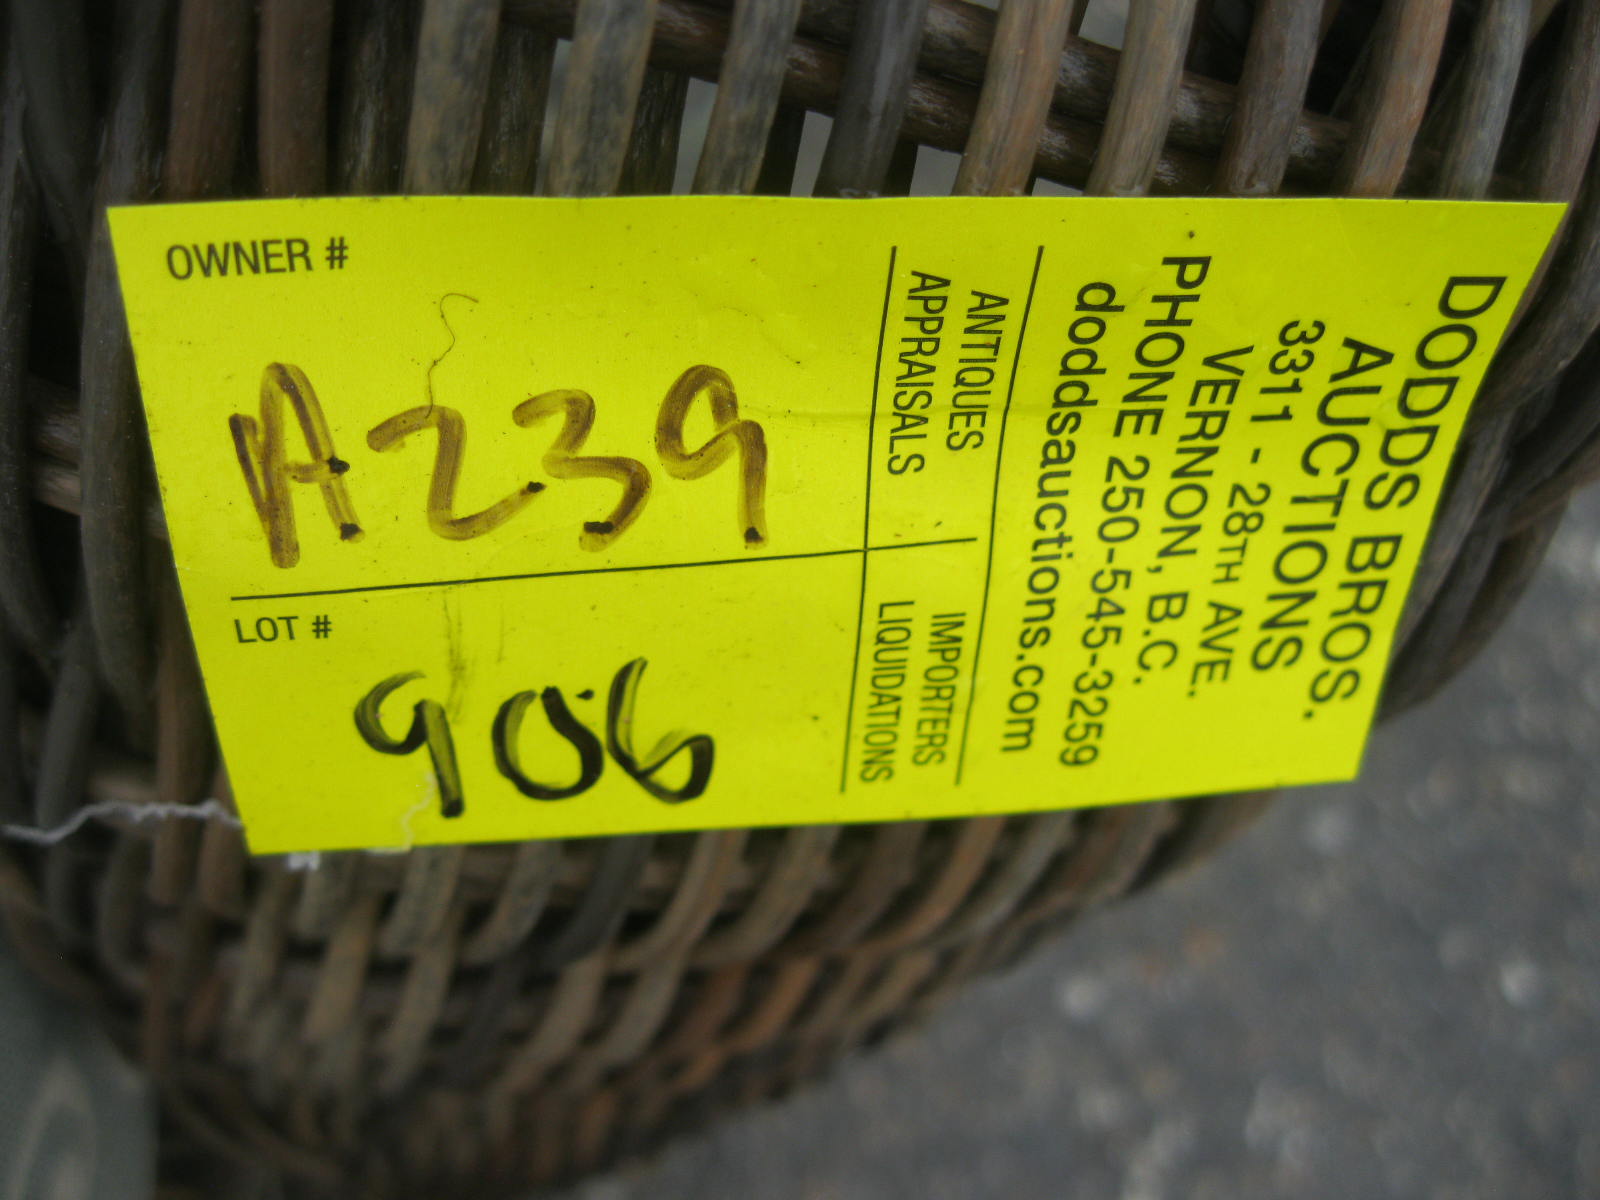 OWNER #
A239
LOT #
906
DODDS BROS.
AUCTIONS
3311 - 28TH AVE.
VERNON, B.C.
PHONE 250-545-3259
doddsauctions.com
ANTIQUES
APPRAISALS
IMPORTERS
LIQUIDATIONS